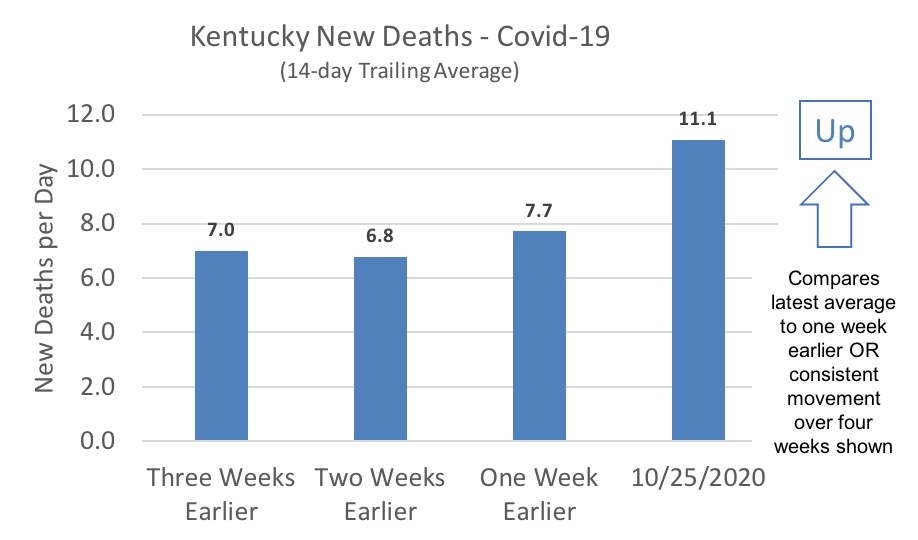 Kentucky New Deaths - Covid-19
(14-day Trailing Average)
New Deaths per Day
12.0
10.0
8.0
6.0
4.0
2.0
0.0
7.0
6.8
7.7
11.1
Three Weeks
Earlier
Two Weeks
Earlier
One Week
Earlier
10/25/2020
Up
Compares
latest average
to one week
earlier OR
consistent
movement
over four
weeks shown